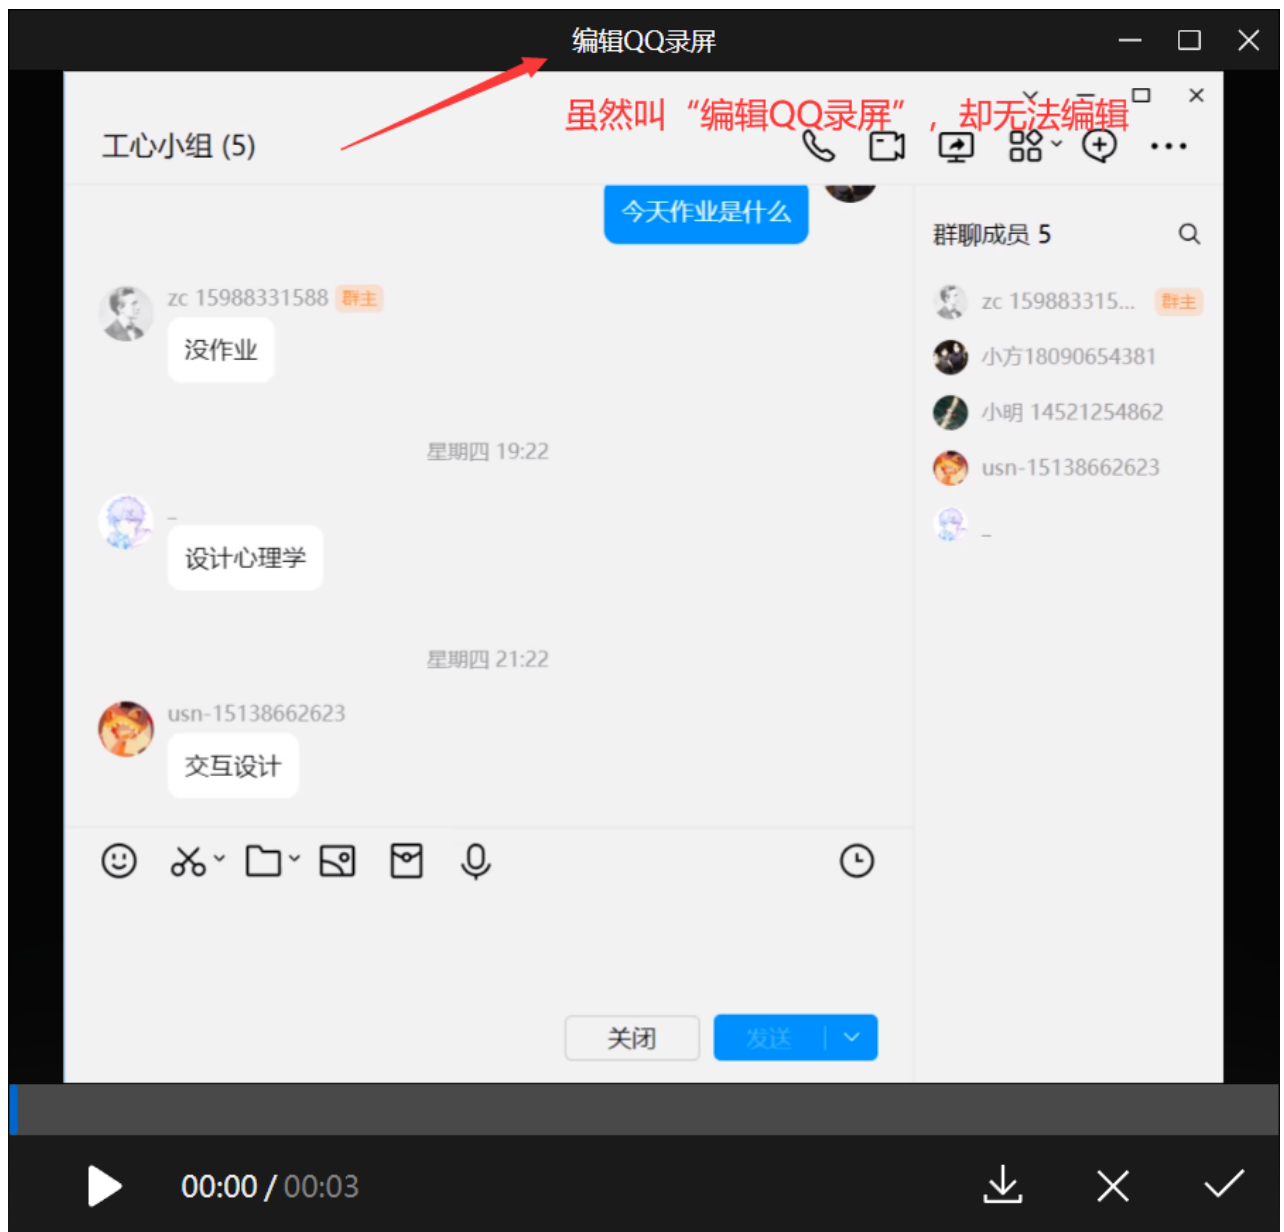 编辑QQ录屏
虽然叫“编辑QQ录屏”，却无法编辑
工心小组 (5)
今天作业是什么
zc 15988331588 群主
没作业
星期四 19:22
_
设计心理学
星期四 21:22
usn-15138662623
交互设计
关闭
发送
群聊成员 5
zc 159883315... 群主
小方18090654381
小明 14521254862
usn-15138662623
_
00:00 / 00:03